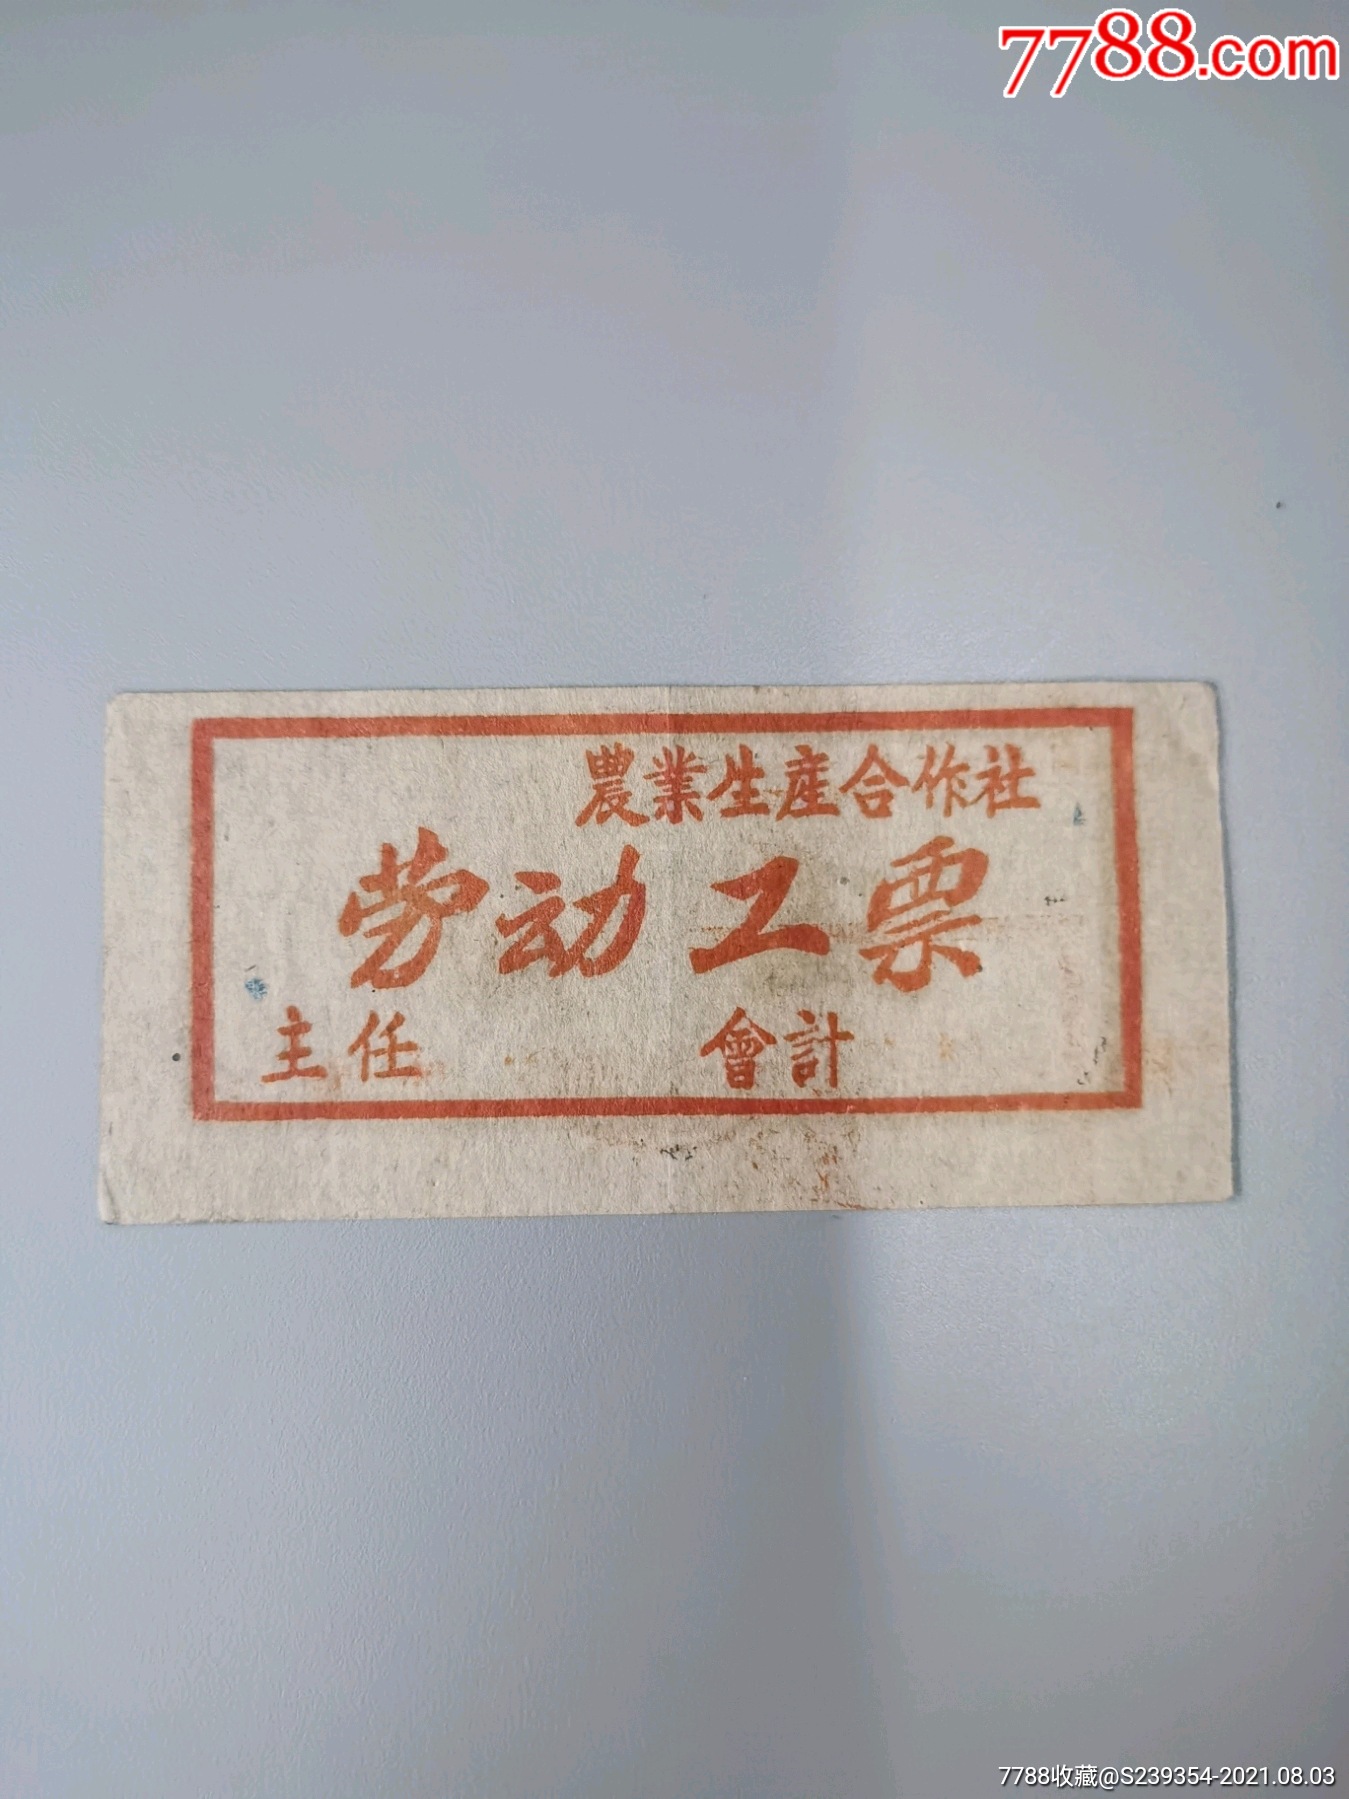 7788.com
農業生産合作社
劳动工票
主任 會計
7788收藏@S239354-2021.08.03